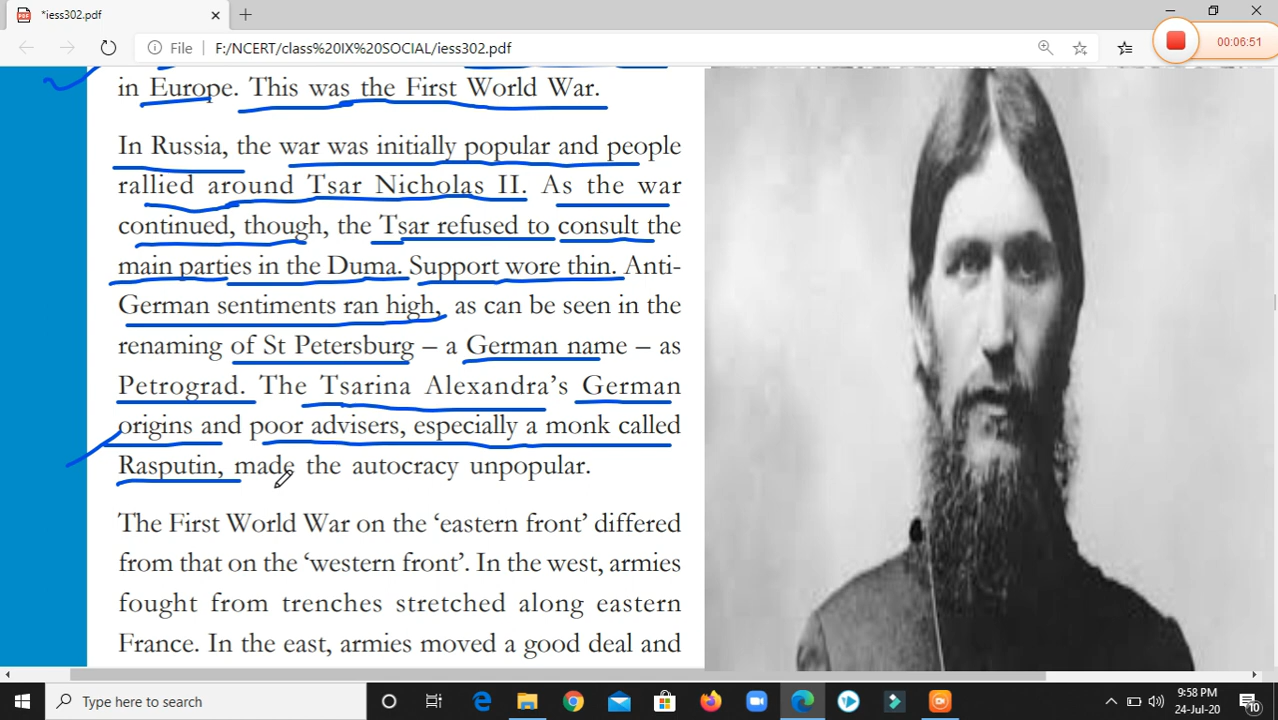 *iess302.pdf
File F:/NCERT/class%20IX%20SOCIAL/iess302.pdf
00:06:51
in Europe. This was the First World War.
In Russia, the war was initially popular and people
rallied around Tsar Nicholas II. As the war
continued, though, the Tsar refused to consult the
main parties in the Duma. Support wore thin. Anti-
German sentiments ran high, as can be seen in the
renaming of St Petersburg – a German name – as
Petrograd. The Tsarina Alexandra's German
origins and poor advisers, especially a monk called
Rasputin, made the autocracy unpopular.
The First World War on the ‘eastern front’ differed
from that on the ‘western front’. In the west, armies
fought from trenches stretched along eastern
France. In the east, armies moved a good deal and
Type here to search
9:58 PM
24-Jul-20
10